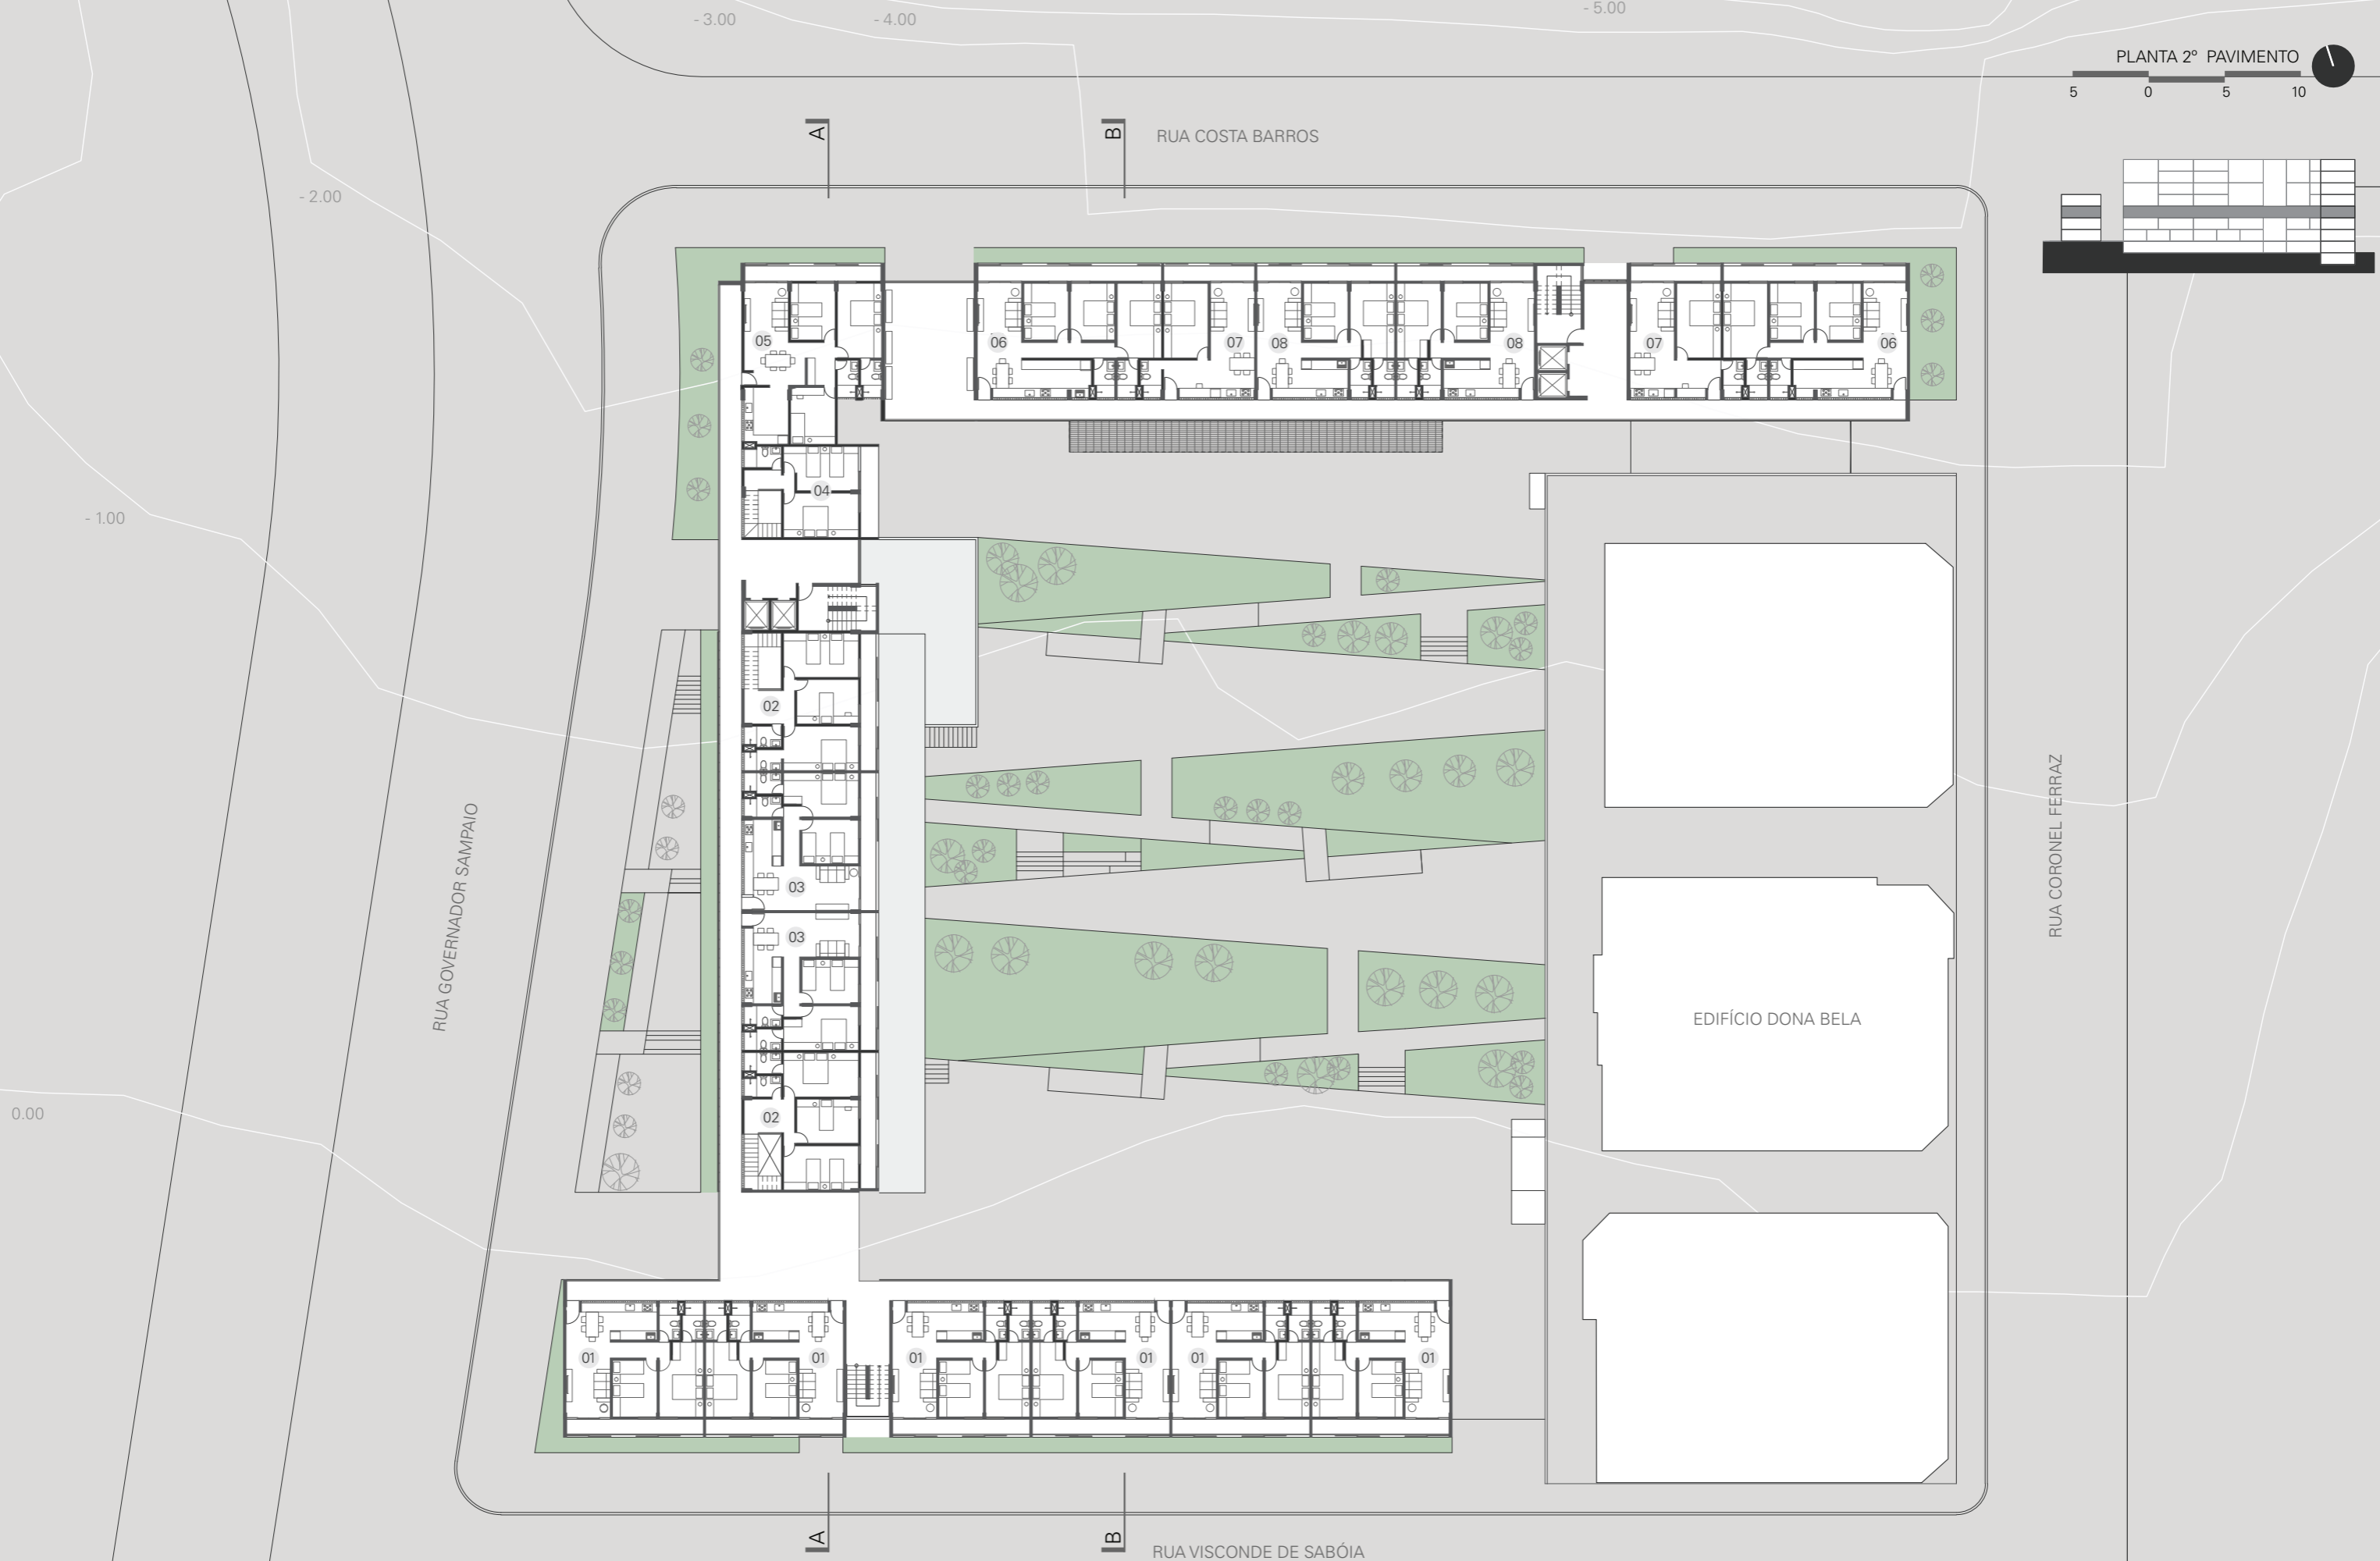 - 3.00
- 4.00
- 5.00
PLANTA 2º PAVIMENTO
5 0 5 10
A
B
RUA COSTA BARROS
- 2.00
05
06
07
08
08
07
06
04
- 1.00
02
RUA GOVERNADOR SAMPAIO
RUA CORONEL FERRAZ
03
03
EDIFÍCIO DONA BELA
02
0.00
01
01
01
01
01
01
A
B
RUA VISCONDE DE SABÓIA